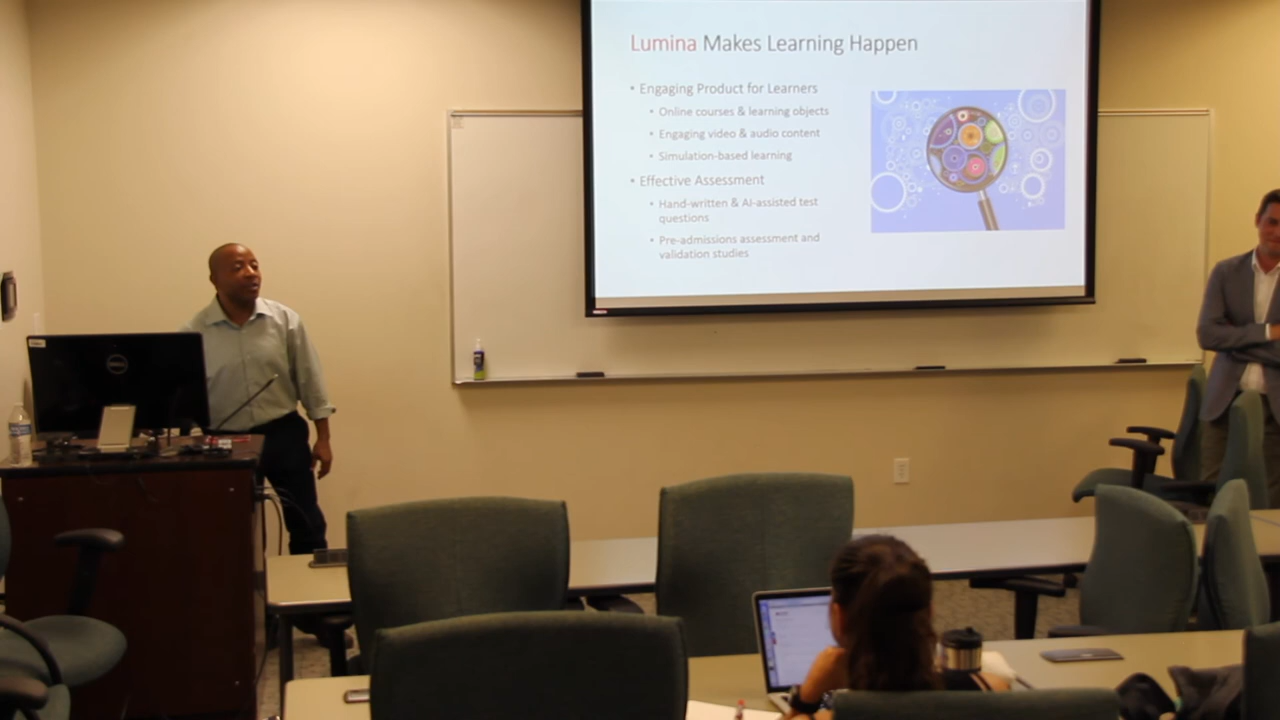 Lumina Makes Learning Happen
• Engaging Product for Learners
• Online courses & learning objects
• Engaging video & audio content
• Simulation-based learning
• Effective Assessment
• Hand-written & AI-assisted test
questions
• Pre-admissions assessment and
validation studies
DELL